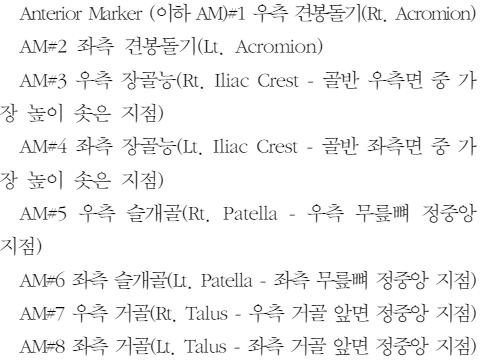 Anterior Marker (이하 AM)#1 우측 견봉돌기(Rt. Acromion)
AM#2 좌측 견봉돌기(Lt. Acromion)
AM#3 우측 장골능(Rt. Iliac Crest - 골반 우측면 중 가
장 높이 솟은 지점)
AM#4 좌측 장골능(Lt. Iliac Crest - 골반 좌측면 중 가
장 높이 솟은 지점)
AM#5 우측 슬개골(Rt. Patella - 우측 무릎뼈 정중앙
지점)
AM#6 좌측 슬개골(Lt. Patella - 좌측 무릎뼈 정중앙 지점)
AM#7 우측 거골(Rt. Talus - 우측 거골 앞면 정중앙 지점)
AM#8 좌측 거골(Lt. Talus - 좌측 거골 앞면 정중앙 지점)